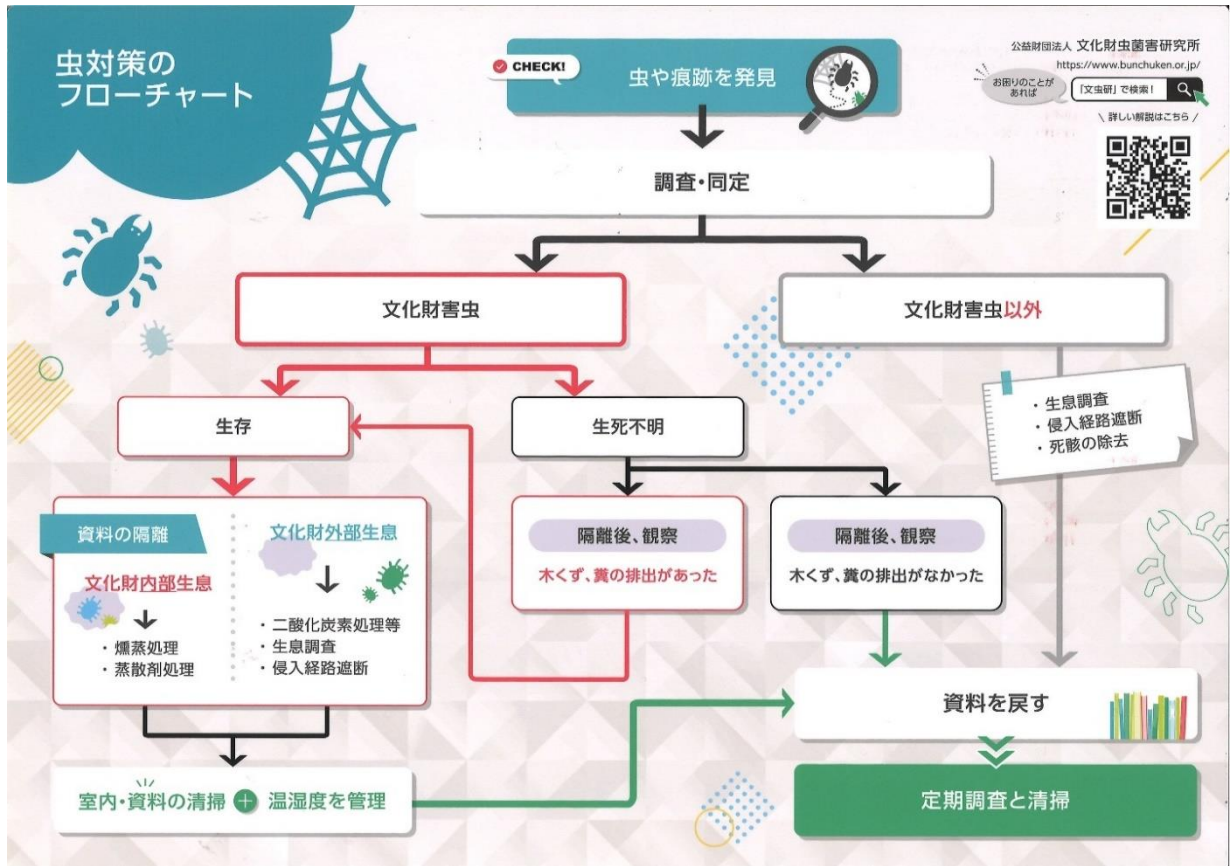 虫対策の
フローチャート
CHECK!
虫や痕跡を発見
公益財団法人 文化財虫菌害研究所
https://www.bunchuken.or.jp/
お困りのことが
あれば
「文虫研」で検索!
詳しい解説はこちら
調査・同定
文化財害虫
文化財害虫以外
・生息調査
・侵入経路遮断
・死骸の除去
生存
生死不明
資料の隔離
文化財内部生息
・燻蒸処理
・蒸散剤処理
文化財外部生息
・二酸化炭素処理等
・生息調査
・侵入経路遮断
隔離後、観察
木くず、糞の排出があった
隔離後、観察
木くず、糞の排出がなかった
室内・資料の清掃 + 温湿度を管理
資料を戻す
定期調査と清掃